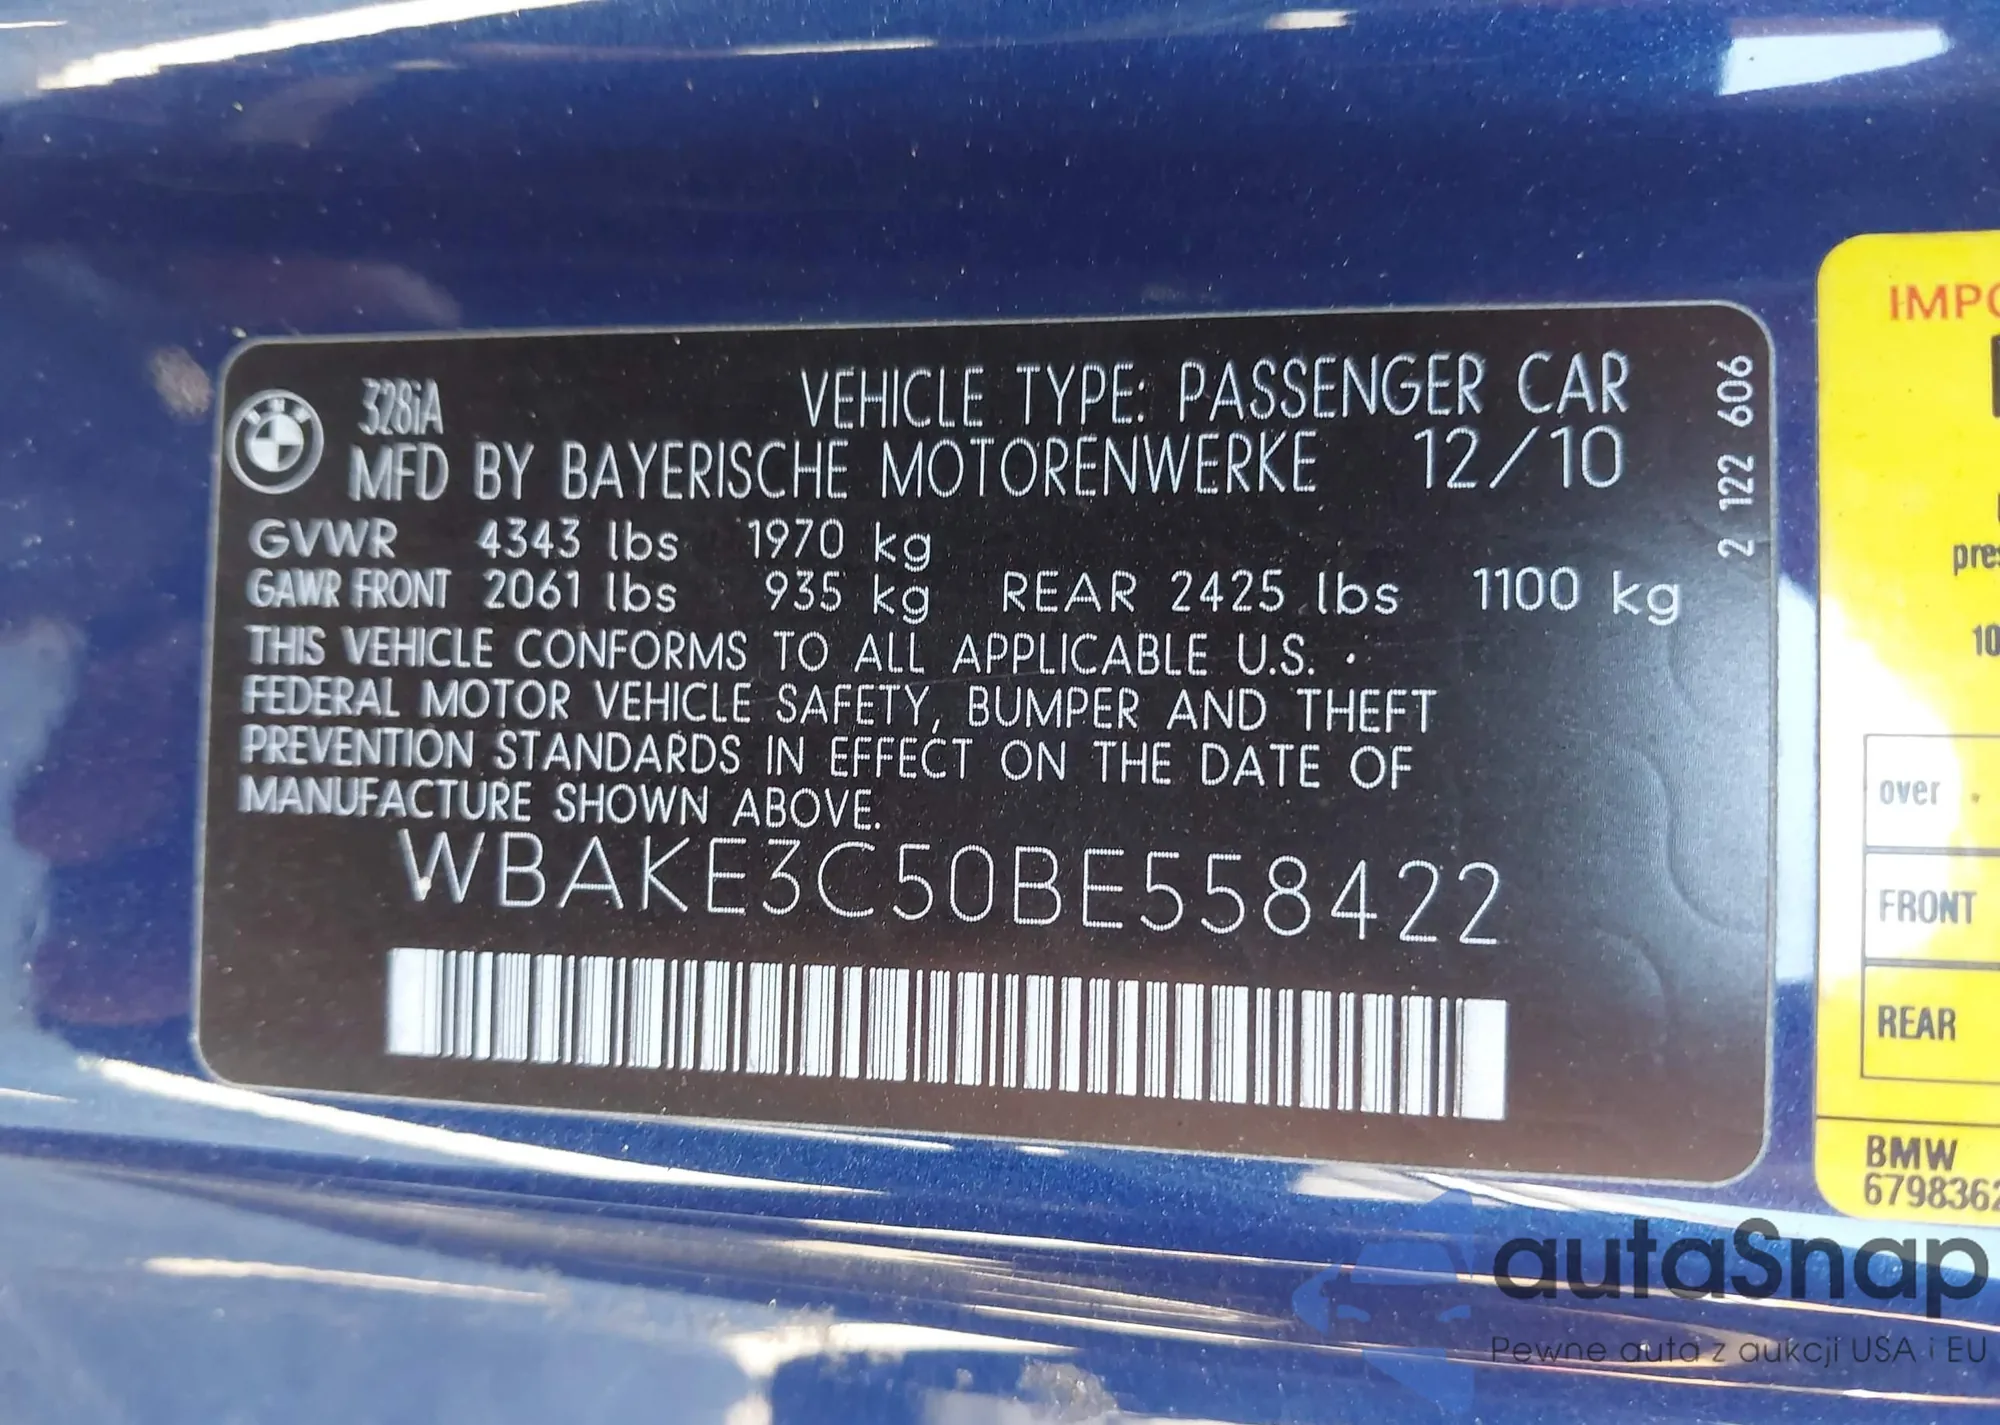 328iA
VEHICLE TYPE: PASSENGER CAR
MFD BY BAYERISCHE MOTORENWERKE 12/10
GVWR 4343 lbs 1970 kg
GAWR FRONT 2061 lbs 935 kg REAR 2425 lbs 1100 kg
THIS VEHICLE CONFORMS TO ALL APPLICABLE U.S.
FEDERAL MOTOR VEHICLE SAFETY, BUMPER AND THEFT
PREVENTION STANDARDS IN EFFECT ON THE DATE OF
MANUFACTURE SHOWN ABOVE.
WBAKE3C50BE558422
2 122 606
BMW
IMPO
pres
10
over
FRONT
REAR
BMW
6798362
autaSnap
Pewne auta z aukcji USA i EU